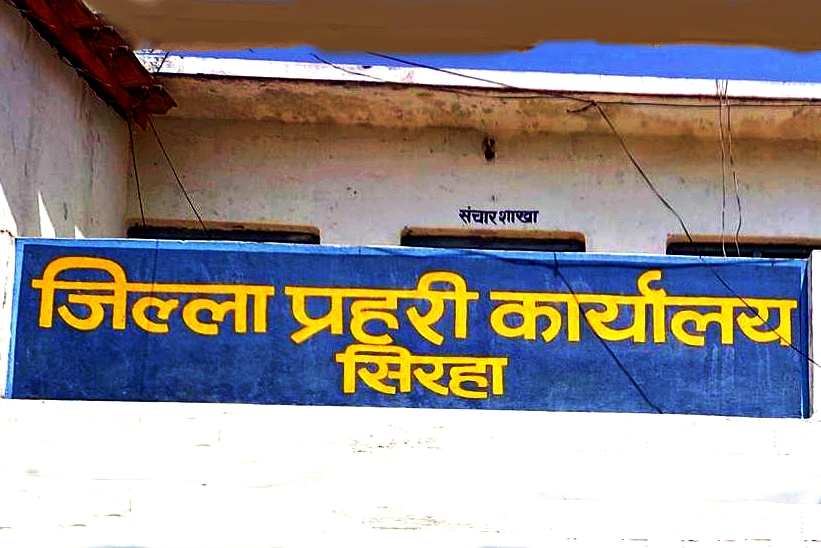 संचार शाखा
जिल्ला प्रहरी कार्यालय
सिरहा